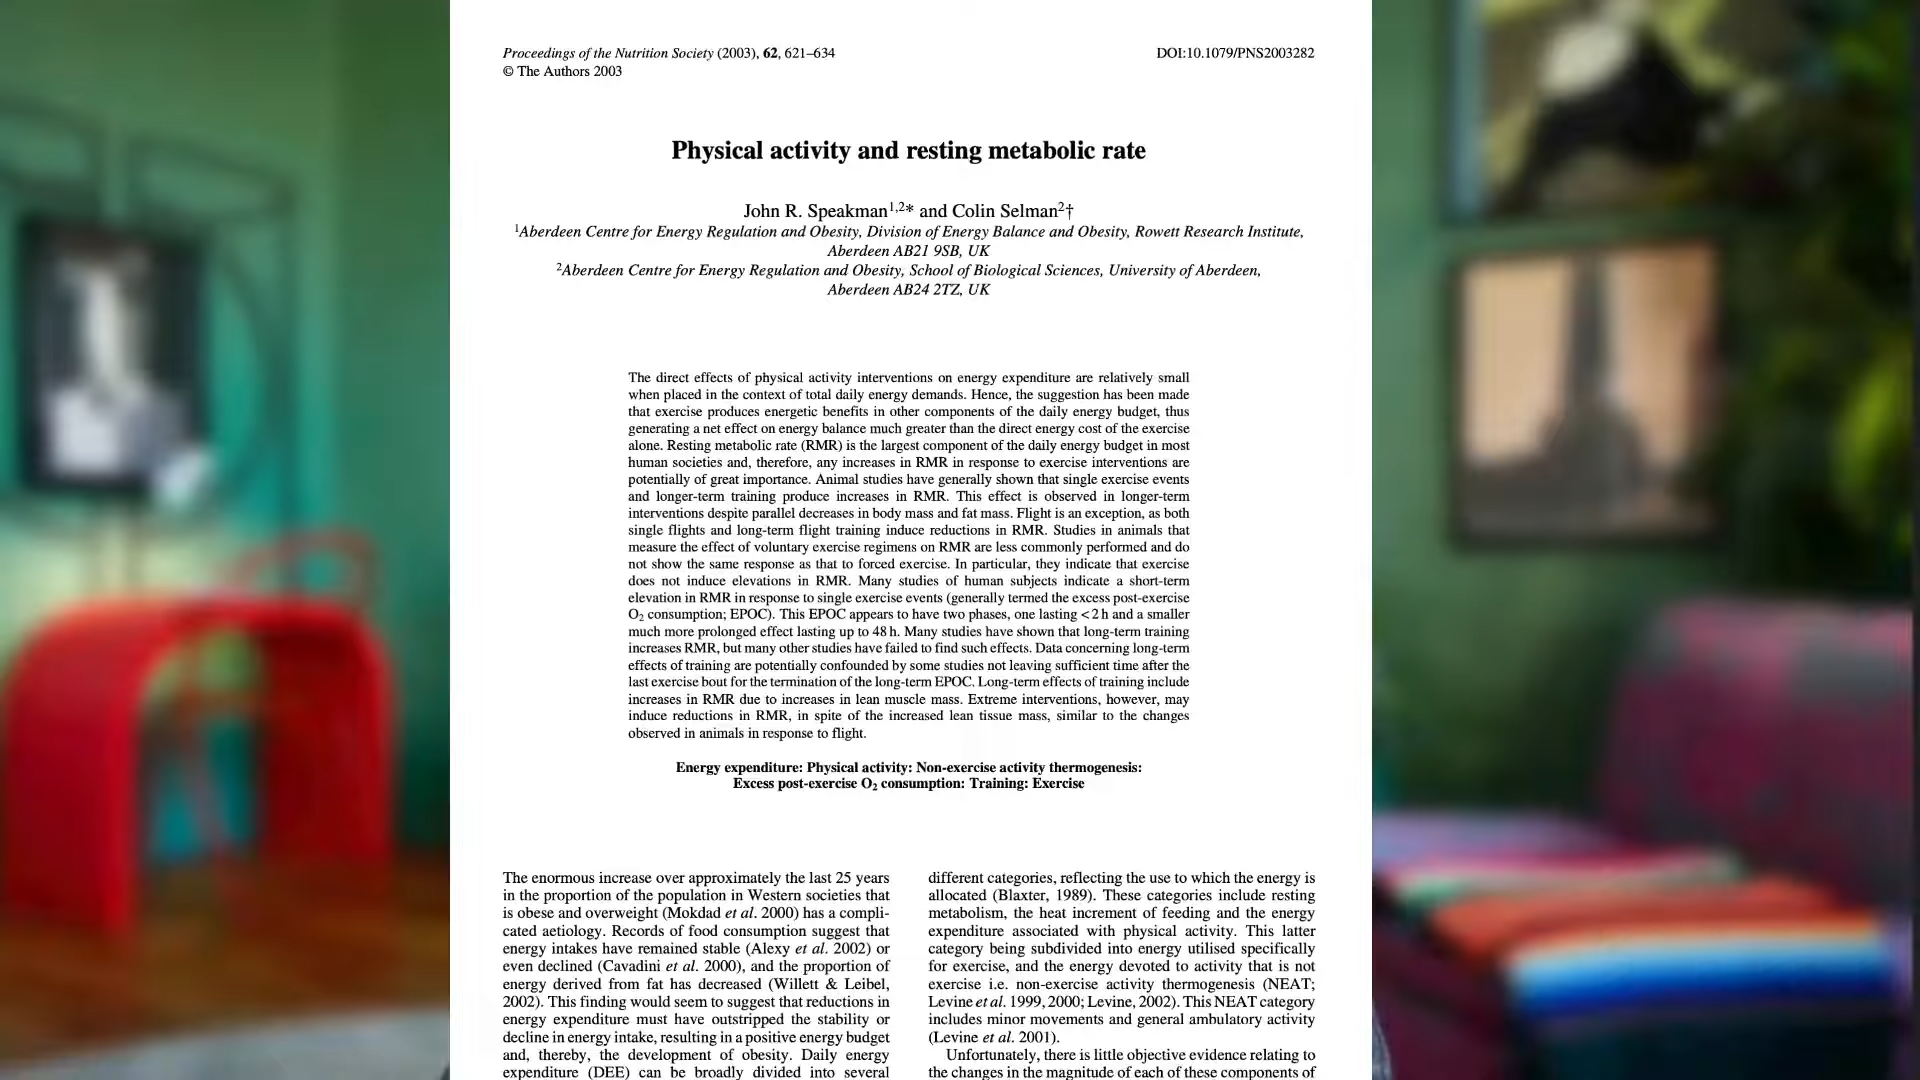 Proceedings of the Nutrition Society (2003), 62, 621–634
DOI:10.1079/PNS2003282
© The Authors 2003
Physical activity and resting metabolic rate
John R. Speakman1,2* and Colin Selman2†
1Aberdeen Centre for Energy Regulation and Obesity, Division of Energy Balance and Obesity, Rowett Research Institute,
Aberdeen AB21 9SB, UK
2Aberdeen Centre for Energy Regulation and Obesity, School of Biological Sciences, University of Aberdeen,
Aberdeen AB24 2TZ, UK
The direct effects of physical activity interventions on energy expenditure are relatively small
when placed in the context of total daily energy demands. Hence, the suggestion has been made
that exercise produces energetic benefits in other components of the daily energy budget, thus
generating a net effect on energy balance much greater than the direct energy cost of the exercise
alone. Resting metabolic rate (RMR) is the largest component of the daily energy budget in most
human societies and, therefore, any increases in RMR in response to exercise interventions are
potentially of great importance. Animal studies have generally shown that single exercise events
and longer-term training produce increases in RMR. This effect is observed in longer-term
interventions despite parallel decreases in body mass and fat mass. Flight is an exception, as both
single flights and long-term flight training induce reductions in RMR. Studies in animals that
measure the effect of voluntary exercise regimens on RMR are less commonly performed and do
not show the same response as that to forced exercise. In particular, they indicate that exercise
does not induce elevations in RMR. Many studies of human subjects indicate a short-term
elevation in RMR in response to single exercise events (generally termed the excess post-exercise
O2 consumption; EPOC). This EPOC appears to have two phases, one lasting <2 h and a smaller
much more prolonged effect lasting up to 48 h. Many studies have shown that long-term training
increases RMR, but many other studies have failed to find such effects. Data concerning long-term
effects of training are potentially confounded by some studies not leaving sufficient time after the
last exercise bout for the termination of the long-term EPOC. Long-term effects of training include
increases in RMR due to increases in lean muscle mass. Extreme interventions, however, may
induce reductions in RMR, in spite of the increased lean tissue mass, similar to the changes
observed in animals in response to flight.
Energy expenditure: Physical activity: Non-exercise activity thermogenesis:
Excess post-exercise O2 consumption: Training: Exercise
The enormous increase over approximately the last 25 years
in the proportion of the population in Western societies that
is obese and overweight (Mokdad et al. 2000) has a compli-
cated aetiology. Records of food consumption suggest that
energy intakes have remained stable (Alexy et al. 2002) or
even declined (Cavadini et al. 2000), and the proportion of
energy derived from fat has decreased (Willett & Leibel,
2002). This finding would seem to suggest that reductions in
energy expenditure must have outstripped the stability or
decline in energy intake, resulting in a positive energy budget
and, thereby, the development of obesity. Daily energy
expenditure (DEE) can be broadly divided into several
different categories, reflecting the use to which the energy is
allocated (Blaxter, 1989). These categories include resting
metabolism, the heat increment of feeding and the energy
expenditure associated with physical activity. This latter
category being subdivided into energy utilised specifically
for exercise, and the energy devoted to activity that is not
exercise i.e. non-exercise activity thermogenesis (NEAT;
Levine et al. 1999, 2000; Levine, 2002). This NEAT category
includes minor movements and general ambulatory activity
(Levine et al. 2001).
Unfortunately, there is little objective evidence relating to
the changes in the magnitude of each of these components of